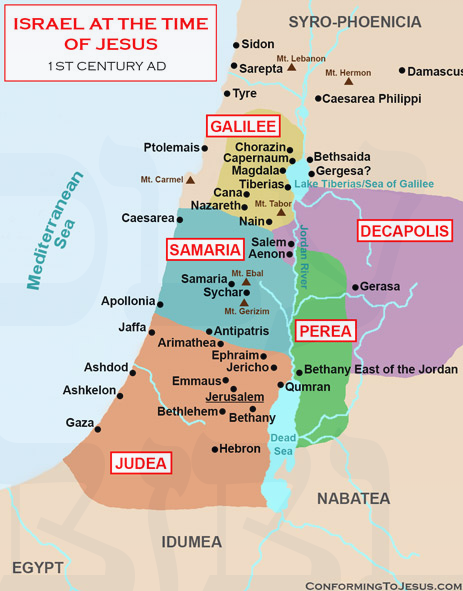 ISRAEL AT THE TIME
OF JESUS
1ST CENTURY AD
SYRO-PHOENICIA
Sidon
Mt. Lebanon
Sarepta
Mt. Hermon
Damascus
Tyre
Caesarea Philippi
GALILEE
Ptolemais
Chorazin
Capernaum
Bethsaida
Magdala
Gergesa?
Mt. Carmel
Tiberias
Lake Tiberias/Sea of Galilee
Cana
Nazareth
Mt. Tabor
Mediterranean
Sea
Caesarea
Nain
Jordan River
DECAPOLIS
SAMARIA
Salem
Aenon
Mt. Ebal
Samaria
Sychar
Gerasa
Apollonia
Mt. Gerizim
Jaffa
Antipatris
PEREA
Arimathea
Ephraim
Jericho
Bethany East of the Jordan
Ashdod
Emmaus
Qumran
Ashkelon
Jerusalem
Bethlehem
Bethany
Gaza
Dead
Sea
Hebron
JUDEA
NABATEA
IDUMEA
EGYPT
CONFORMINGTOJESUS.COM